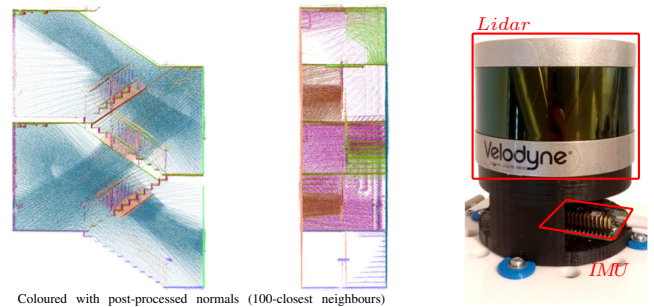 Lidar
Velodyne
IMU
Coloured with post-processed normals (100-closest neighbours)